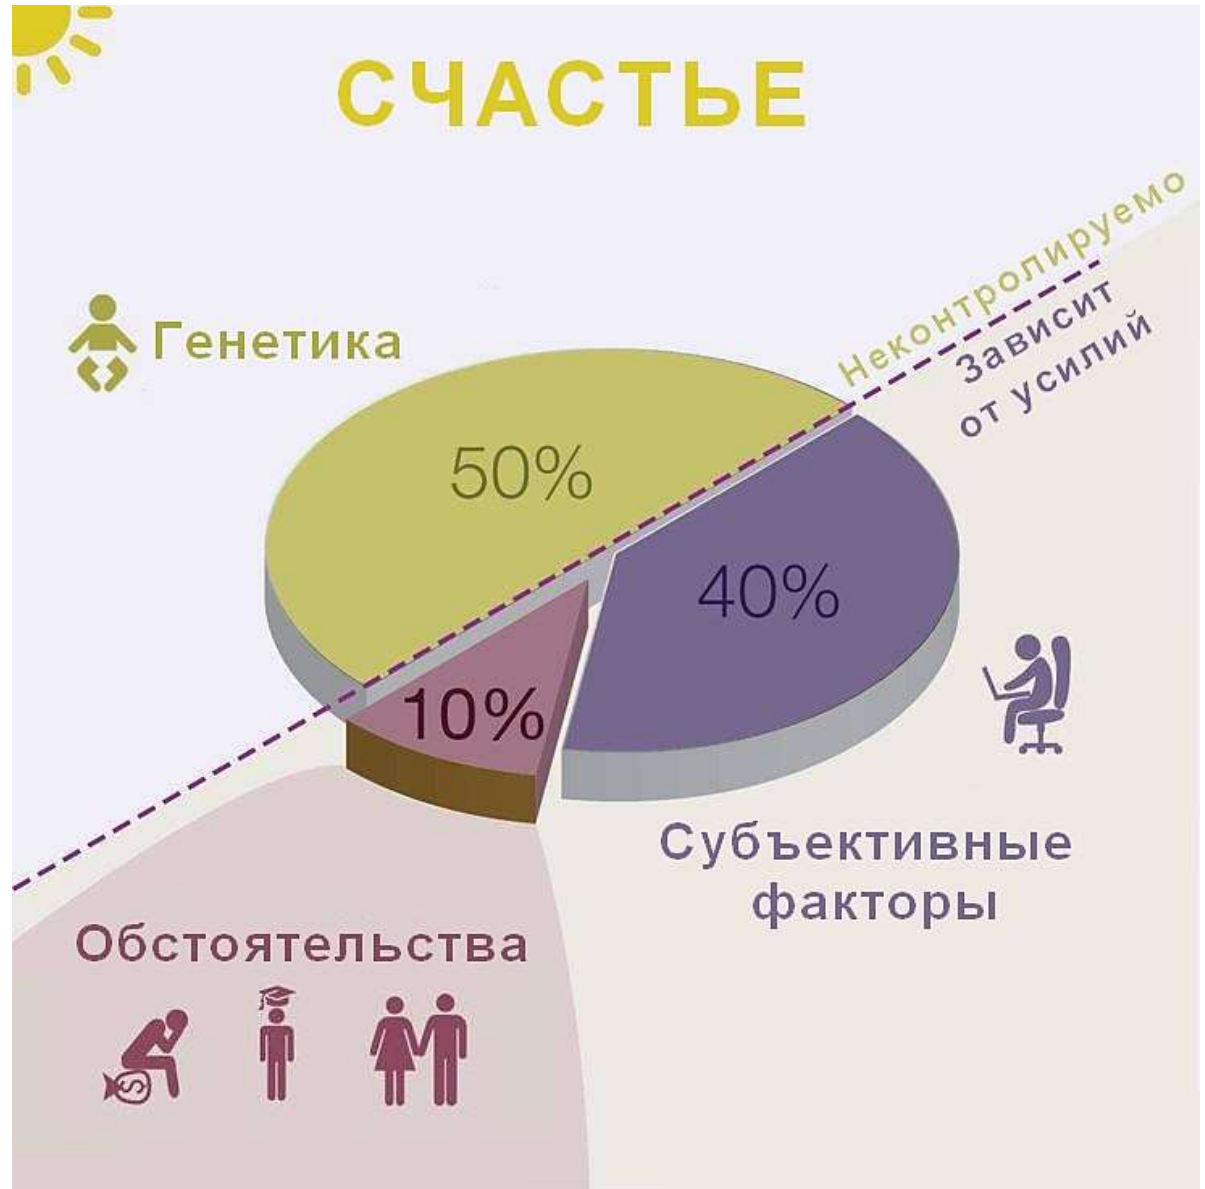 СЧАСТЬЕ
Неконтролируемо
Зависит
от усилий
Генетика
50%
40%
10%
Субъективные
факторы
Обстоятельства
$